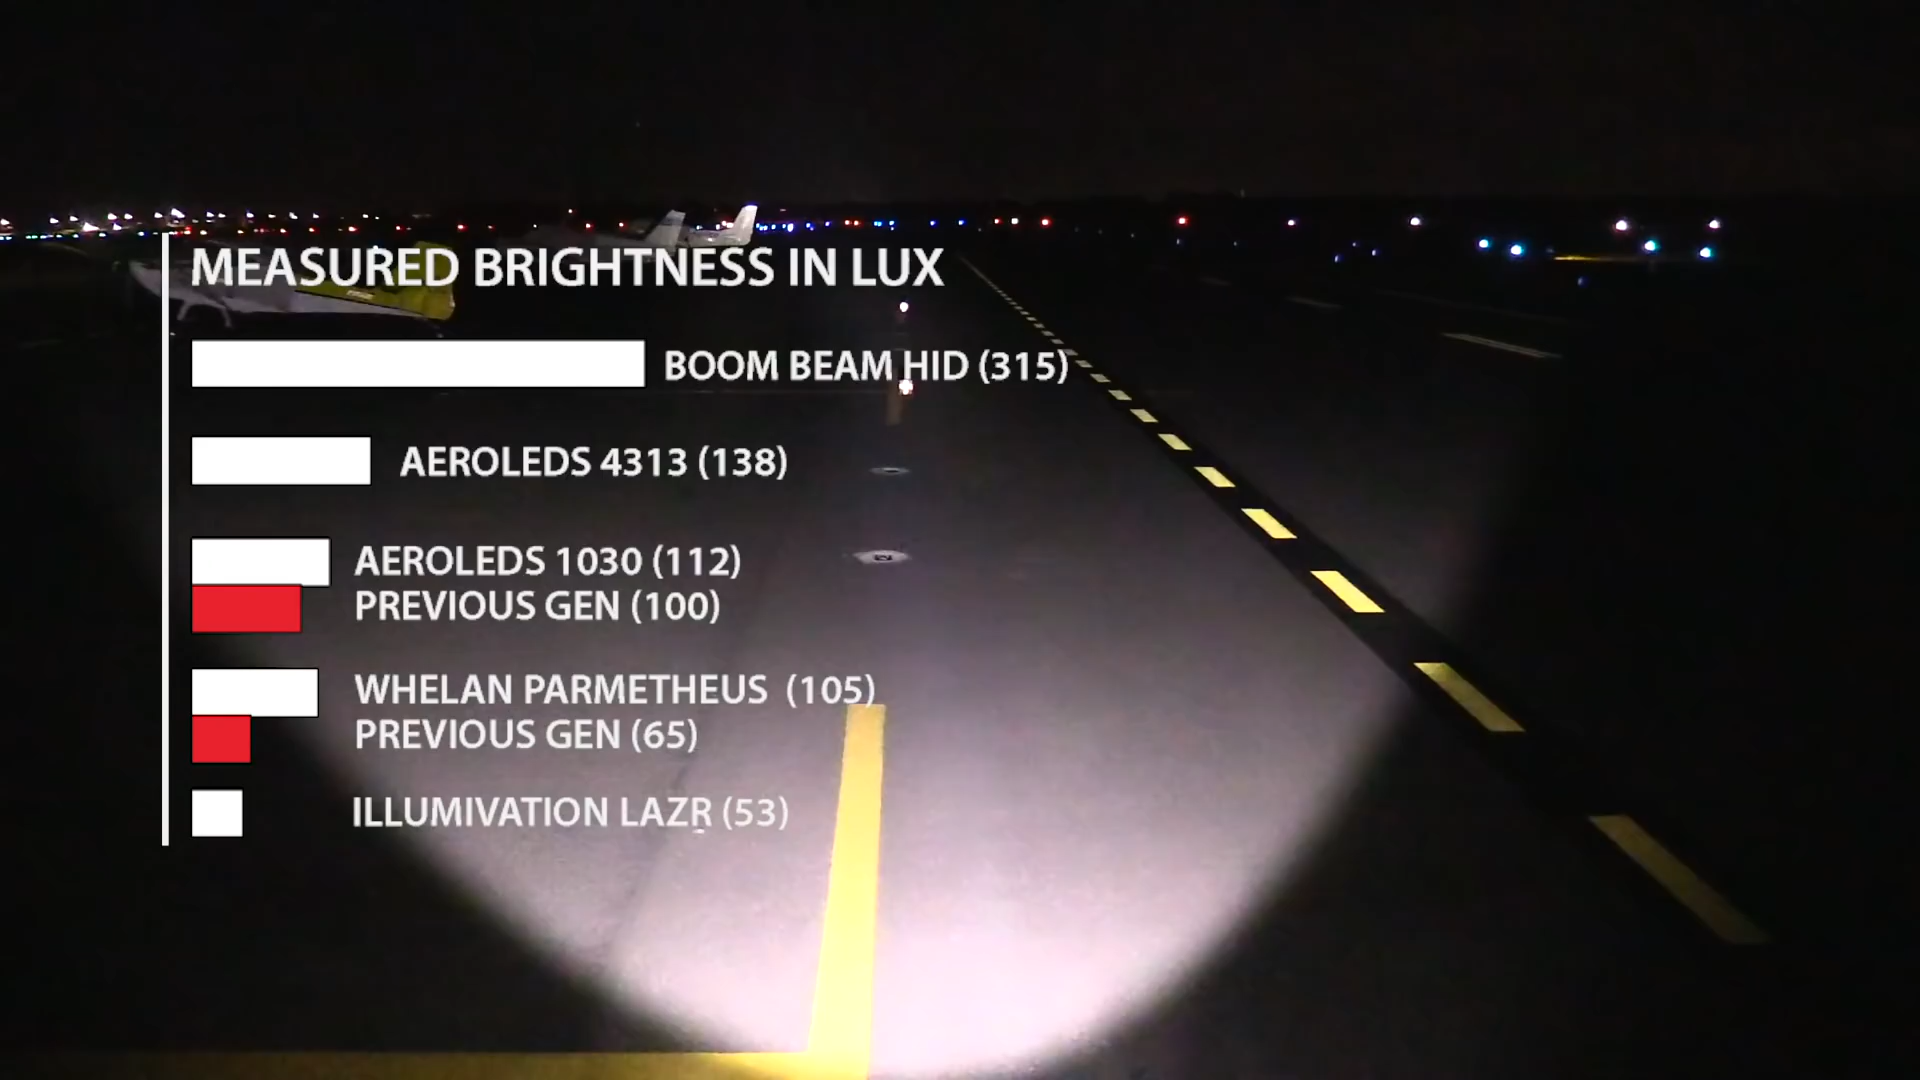 MEASURED BRIGHTNESS IN LUX
BOOM BEAM HID (315)
AEROLEDS 4313 (138)
AEROLEDS 1030 (112)
PREVIOUS GEN (100)
WHELAN PARMETHEUS (105)
PREVIOUS GEN (65)
ILLUMIVATION LAZR (53)